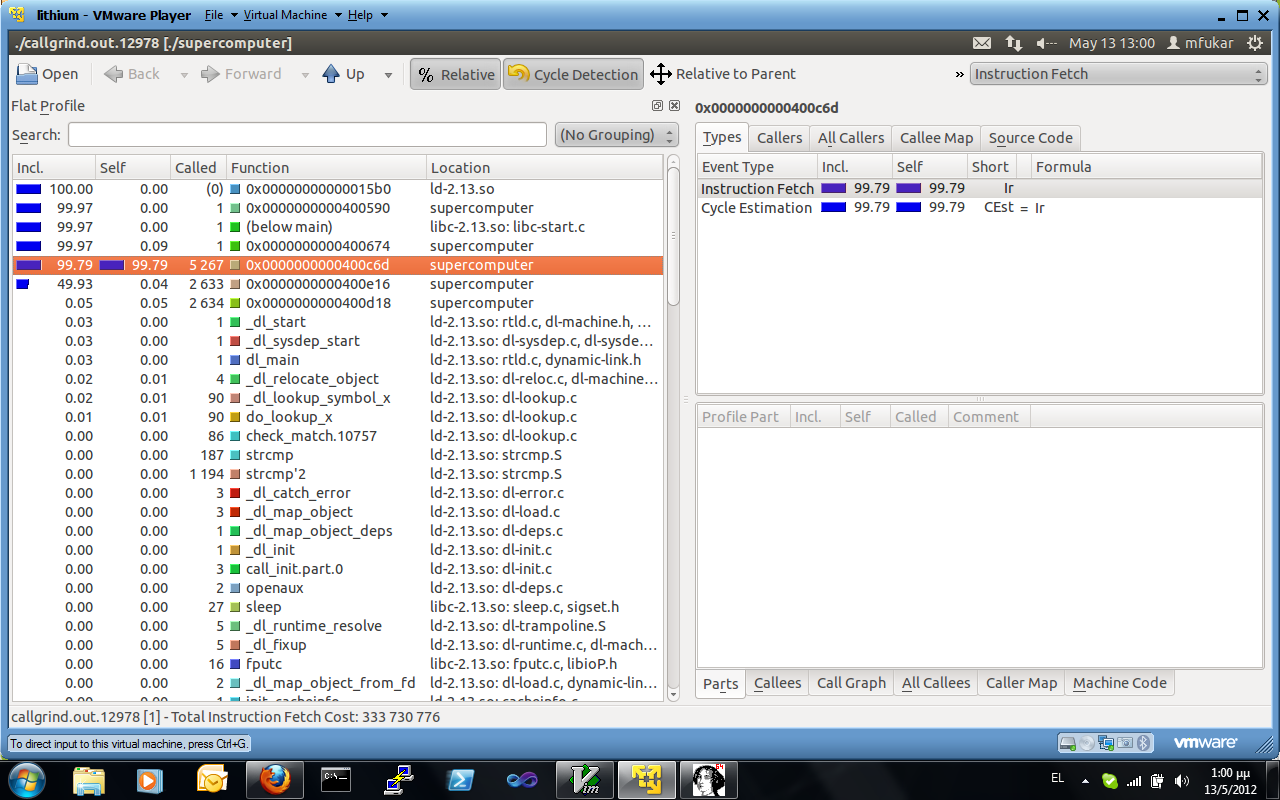 lithium - VMware Player File Virtual Machine Help
./callgrind.out.12978 [./supercomputer] May 13 13:00 mfukar
Open Back Forward Up % Relative Cycle Detection Relative to Parent » Instruction Fetch
Flat Profile
Search: (No Grouping)
Incl. Self Called Function Location
100.00 0.00 (0) 0x00000000000015b0 ld-2.13.so
99.97 0.00 1 0x0000000000400590 supercomputer
99.97 0.00 1 (below main) libc-2.13.so: libc-start.c
99.97 0.09 1 0x0000000000400674 supercomputer
99.79 99.79 5 267 0x0000000000400c6d supercomputer
49.93 0.04 2 633 0x0000000000400e16 supercomputer
0.05 0.05 2 634 0x0000000000400d18 supercomputer
0.03 0.00 1 _dl_start ld-2.13.so: rtld.c, dl-machine.h, ...
0.03 0.00 1 _dl_sysdep_start ld-2.13.so: dl-sysdep.c, dl-sysde...
0.03 0.00 1 dl_main ld-2.13.so: rtld.c, dynamic-link.h
0.02 0.01 4 _dl_relocate_object ld-2.13.so: dl-reloc.c, dl-machine...
0.02 0.01 90 _dl_lookup_symbol_x ld-2.13.so: dl-lookup.c
0.01 0.01 90 do_lookup_x ld-2.13.so: dl-lookup.c
0.00 0.00 86 check_match.10757 ld-2.13.so: dl-lookup.c
0.00 0.00 187 strcmp ld-2.13.so: strcmp.S
0.00 0.00 1 194 strcmp'2 ld-2.13.so: strcmp.S
0.00 0.00 3 _dl_catch_error ld-2.13.so: dl-error.c
0.00 0.00 3 _dl_map_object ld-2.13.so: dl-load.c
0.00 0.00 1 _dl_map_object_deps ld-2.13.so: dl-deps.c
0.00 0.00 1 _dl_init ld-2.13.so: dl-init.c
0.00 0.00 3 call_init.part.0 ld-2.13.so: dl-init.c
0.00 0.00 2 openaux ld-2.13.so: dl-deps.c
0.00 0.00 27 sleep libc-2.13.so: sleep.c, sigset.h
0.00 0.00 5 _dl_runtime_resolve ld-2.13.so: dl-trampoline.S
0.00 0.00 5 _dl_fixup ld-2.13.so: dl-runtime.c, dl-mach...
0.00 0.00 16 fputc libc-2.13.so: fputc.c, libioP.h
0.00 0.00 2 _dl_map_object_from_fd ld-2.13.so: dl-load.c, dynamic-lin...
0.00 0.00 1 init_cacheinfo libc-2.13.so: cacheinfo.c
0x0000000000400c6d
Types Callers All Callers Callee Map Source Code
Event Type Incl. Self Short Formula
Instruction Fetch 99.79 99.79 Ir
Cycle Estimation 99.79 99.79 CEst = Ir
Profile Part Incl. Self Called Comment
Parts Callees Call Graph All Callees Caller Map Machine Code
callgrind.out.12978 [1] - Total Instruction Fetch Cost: 333 730 776
To direct input to this virtual machine, press Ctrl+G. vmware
C:\_ Vim 64 EL 1:00 μμ
13/5/2012